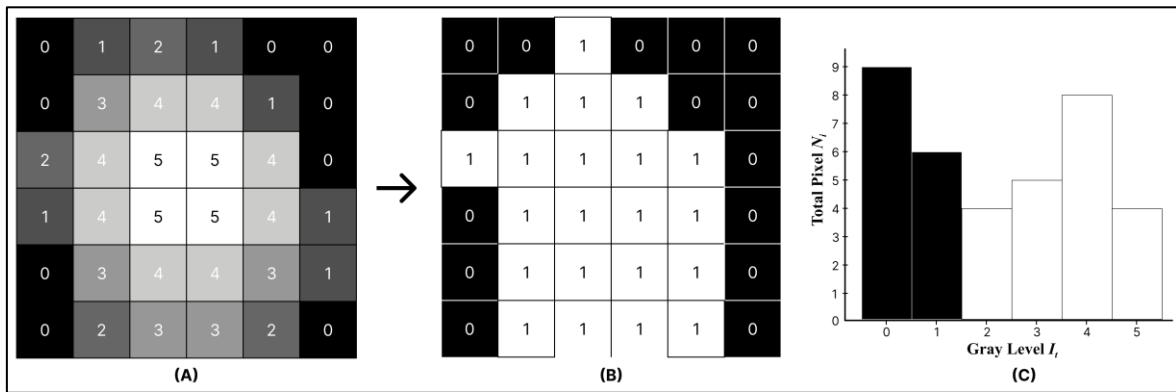 0 1 2 1 0 0
0 3 4 4 1 0
2 4 5 5 4 0
1 4 5 5 4 1
0 3 4 4 3 1
0 2 3 3 2 0
(A)
0 0 1 0 0 0
0 1 1 1 0 0
1 1 1 1 1 0
0 1 1 1 1 0
0 1 1 1 1 0
0 1 1 1 1 0
(B)
Total Pixel Nᵢ
9
8
7
6
5
4
3
2
1
0
0 1 2 3 4 5
Gray Level Iᵢ
(C)